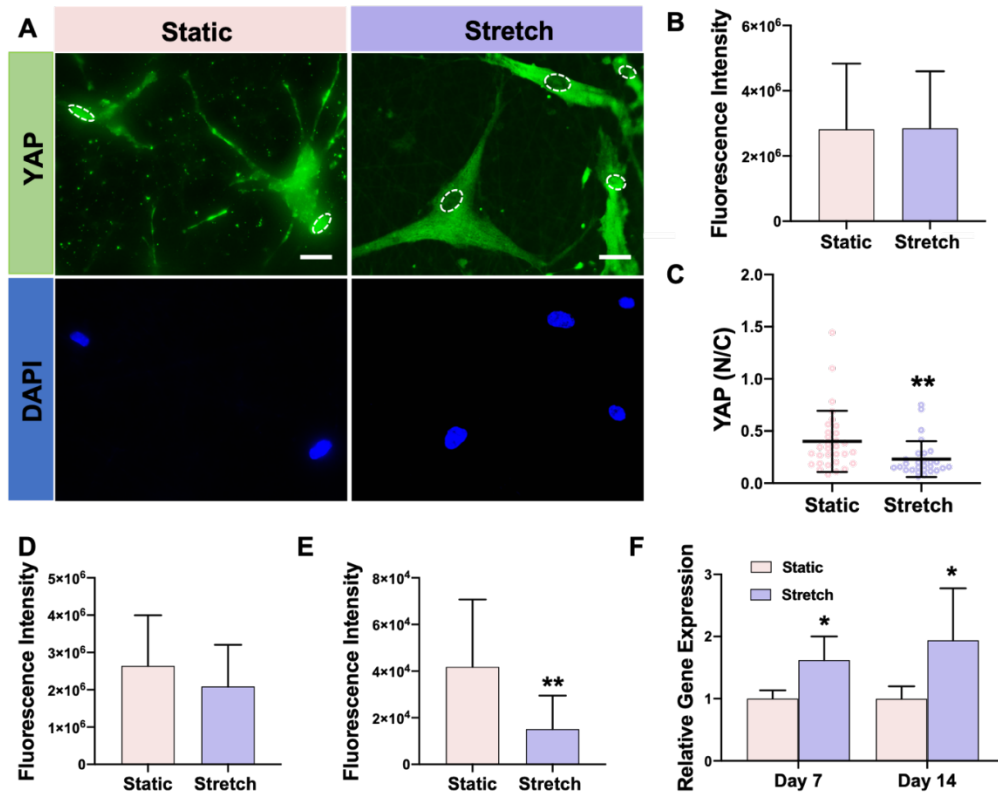 A
Static
Stretch
YAP
DAPI
B
Fluorescence Intensity
6×10⁶
4×10⁶
2×10⁶
0
Static
Stretch
C
YAP (N/C)
2.0
1.5
1.0
0.5
0.0
**
Static
Stretch
D
Fluorescence Intensity
5×10⁶
4×10⁶
3×10⁶
2×10⁶
1×10⁶
0
Static
Stretch
E
Fluorescence Intensity
8×10⁴
6×10⁴
4×10⁴
2×10⁴
0
**
Static
Stretch
F
Relative Gene Expression
3
2
1
0
Static
Stretch
*
*
Day 7
Day 14